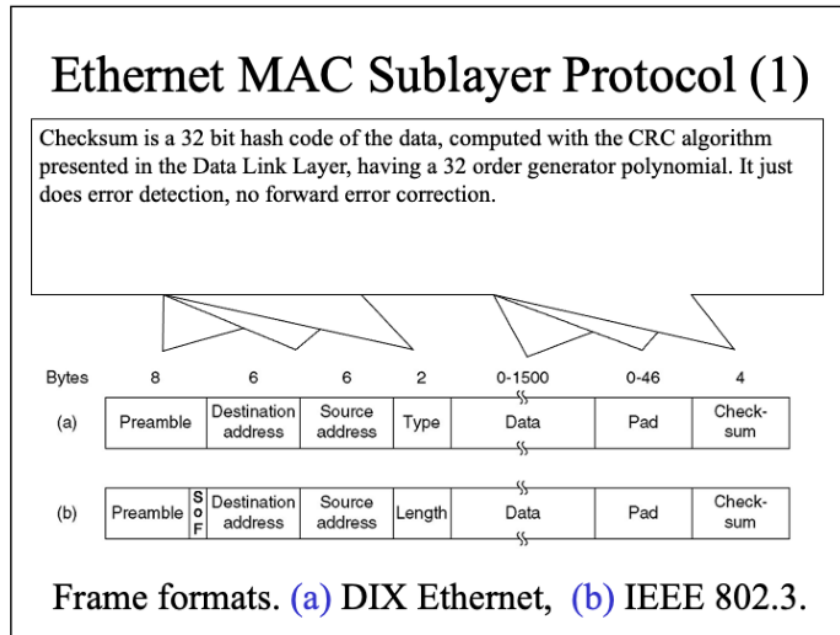 Ethernet MAC Sublayer Protocol (1)
Checksum is a 32 bit hash code of the data, computed with the CRC algorithm
presented in the Data Link Layer, having a 32 order generator polynomial. It just
does error detection, no forward error correction.
Bytes 8 6 6 2 0-1500 0-46 4
(a) Preamble Destination address Source address Type Data Pad Check-sum
(b) Preamble SoF Destination address Source address Length Data Pad Check-sum
Frame formats. (a) DIX Ethernet, (b) IEEE 802.3.